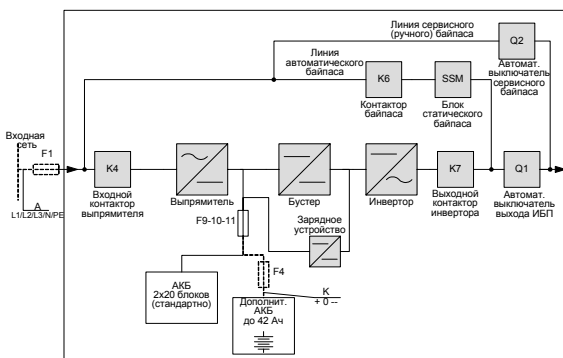 Линия сервисного
(ручного) байпаса
Q2
Автомат.
выключатель
сервисного
байпаса
Линия
автоматического
байпаса
K6
Контактор
байпаса
SSM
Блок
статического
байпаса
Входная
сеть
F1
A
L1/L2/L3/N/PE
K4
Входной
контактор
выпрямителя
Выпрямитель
Бустер
Инвертор
K7
Выходной
контактор
инвертора
Q1
Автомат.
выключатель
выхода ИБП
F9-10-11
Зарядное
устройство
F4
K
+ 0 --
АКБ
2x20 блоков
(стандартно)
Дополнит.
АКБ
до 42 Ач